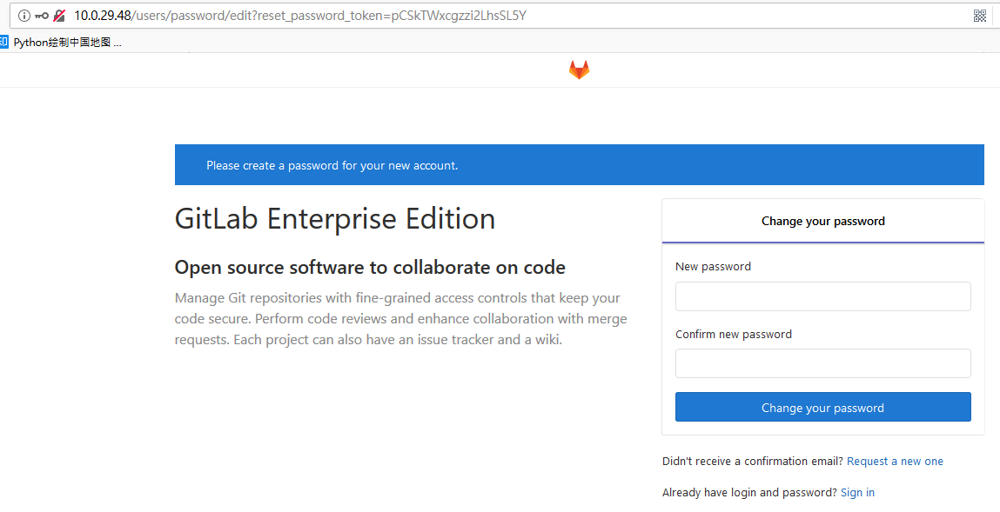 10.0.29.48/users/password/edit?reset_password_token=pCSkTWxcgzzi2LhsSL5Y
知 Python绘制中国地图 ...
Please create a password for your new account.
GitLab Enterprise Edition
Open source software to collaborate on code
Manage Git repositories with fine-grained access controls that keep your
code secure. Perform code reviews and enhance collaboration with merge
requests. Each project can also have an issue tracker and a wiki.
Change your password
New password
Confirm new password
Change your password
Didn't receive a confirmation email? Request a new one
Already have login and password? Sign in